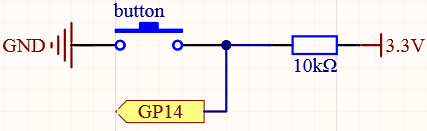 button
GND
3.3V
10kΩ
GP14